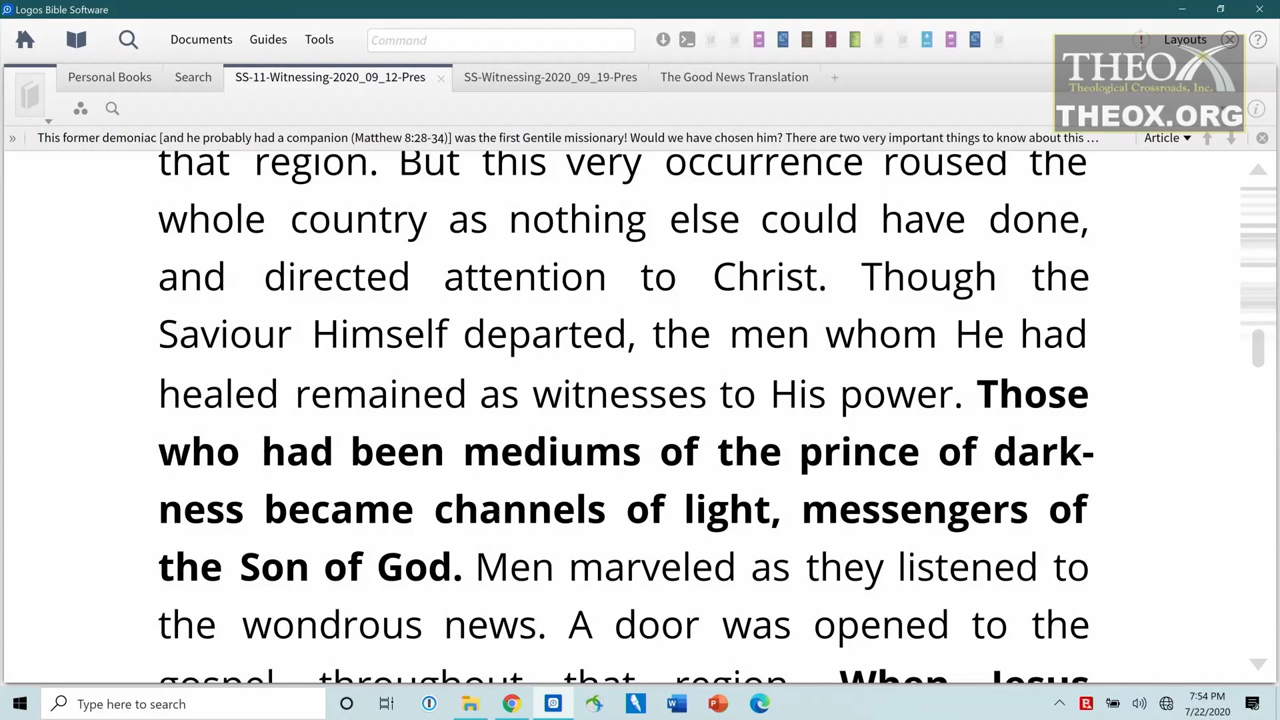 Logos Bible Software
Documents Guides Tools Command Layouts
Personal Books Search SS-11-Witnessing-2020_09_12-Pres SS-Witnessing-2020_09_19-Pres The Good News Translation
THEOX
Theological Crossroads, Inc.
THEOX.ORG
This former demoniac [and he probably had a companion (Matthew 8:28-34)] was the first Gentile missionary! Would we have chosen him? There are two very important things to know about this … Article
that region. But this very occurrence roused the
whole country as nothing else could have done,
and directed attention to Christ. Though the
Saviour Himself departed, the men whom He had
healed remained as witnesses to His power. Those
who had been mediums of the prince of dark-
ness became channels of light, messengers of
the Son of God. Men marveled as they listened to
the wondrous news. A door was opened to the
gospel throughout that region. When Jesus
Type here to search
7:54 PM
7/22/2020